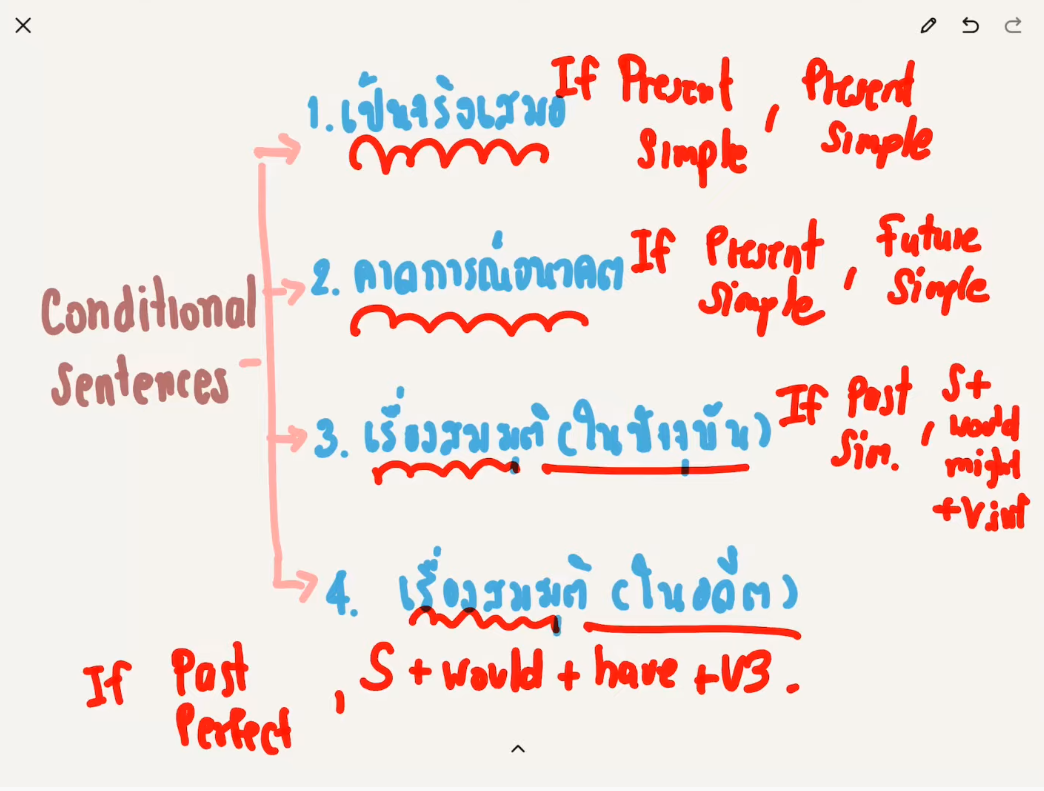 1. เป็นจริงเสมอ If Present Simple , Present Simple
Conditional Sentences
2. คาดการณ์อนาคต If Present Simple , Future Simple
3. เรื่องสมมุติ (ในปัจจุบัน) If Past Sim. , S+ would might +V.inf
4. เรื่องสมมุติ (ในอดีต)
If Past Perfect , S + would + have + V3.